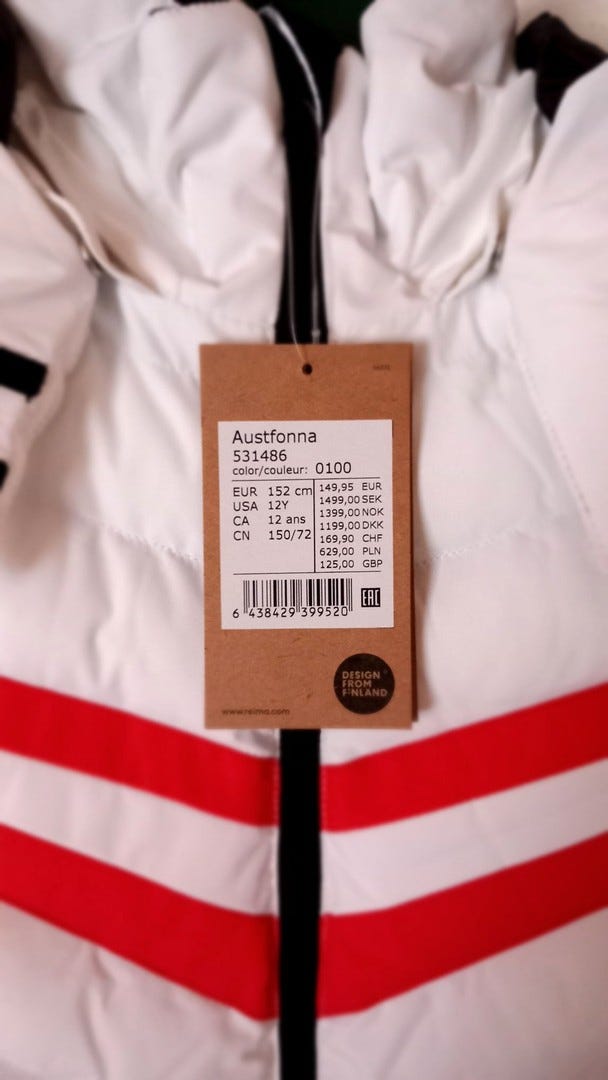 Austfonna
531486
color/couleur: 0100
EUR 152 cm
USA 12Y
CA 12 ans
CN 150/72
149,95 EUR
1499,00 SEK
1399,00 NOK
1199,00 DKK
169,90 CHF
629,00 PLN
125,00 GBP
6 438429 399520
EAC
DESIGN
FROM
FINLAND
www.reima.com